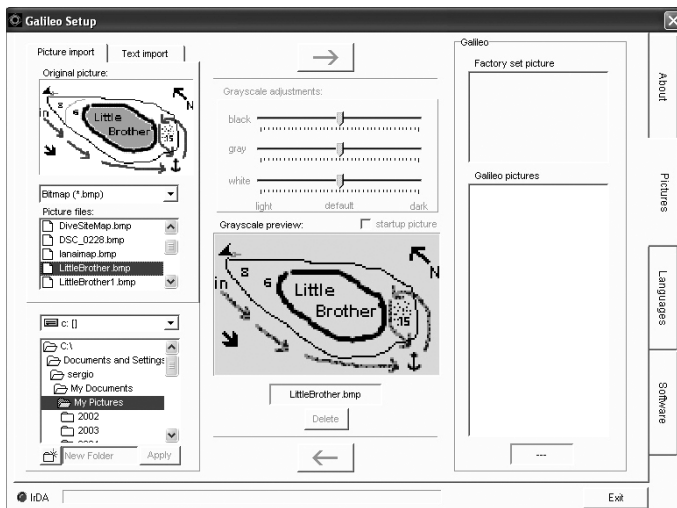 Galileo Setup
Picture import
Text import
Original picture:
N
8
6
in
Little
Brother
15
Bitmap (*.bmp)
Picture files:
DiveSiteMap.bmp
DSC_0228.bmp
lanaimap.bmp
LittleBrother.bmp
LittleBrother1.bmp
c: []
C:\
Documents and Settings
sergio
My Documents
My Pictures
2002
2003
New Folder
Apply
Grayscale adjustments:
black
gray
white
light default dark
Grayscale preview:
startup picture
N
8
6
in
Little
Brother
15
LittleBrother.bmp
Delete
Galileo
Factory set picture
Galileo pictures
---
About
Pictures
Languages
Software
IrDA
Exit